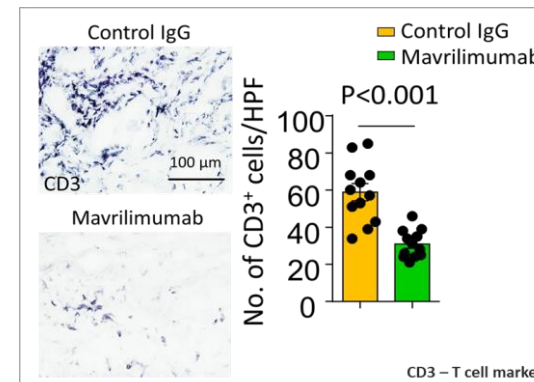 Control IgG
CD3
100 µm
Mavrilimumab
Control IgG
Mavrilimumab
P<0.001
No. of CD3⁺ cells/HPF
100
80
60
40
20
0
CD3 – T cell marke